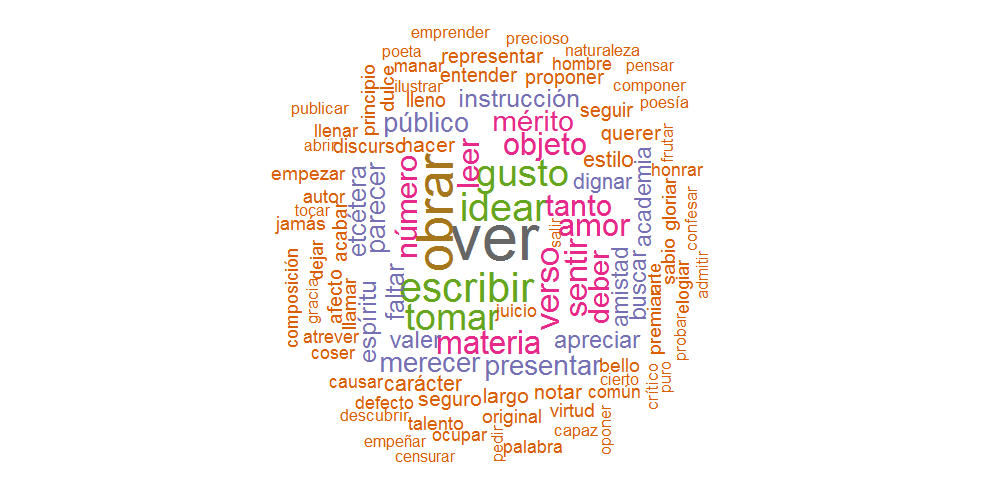 emprender
precioso
poeta
representar
naturaleza
manar
hombre
pensar
principio
dulce
ilustrar
entender
proponer
componer
publicar
lleno
instrucción
seguir
poesía
llenar
público
mérito
querer
frutar
abrir
discurso
hacer
leer
objeto
estilo
honrar
empezar
etcétera
parecer
número
obrar
gusto
dignar
academia
autor
idear
tanto
gloriar
tocar
jamás
acabar
ver
salir
amor
confesar
composición
dejar
gracia
afecto
llamar
espíritu
faltar
escribir
verso
sentir
deber
amistad
buscar
arte
sabio
elogiar
admitir
tomar
juicio
premiar
probar
atrever
coser
valer
materia
apreciar
merecer
presentar
bello
cierto
crítico
puro
causar
carácter
defecto
seguro
largo
notar
común
descubrir
talento
original
virtud
empeñar
ocupar
capaz
oponer
censurar
pedir
palabra